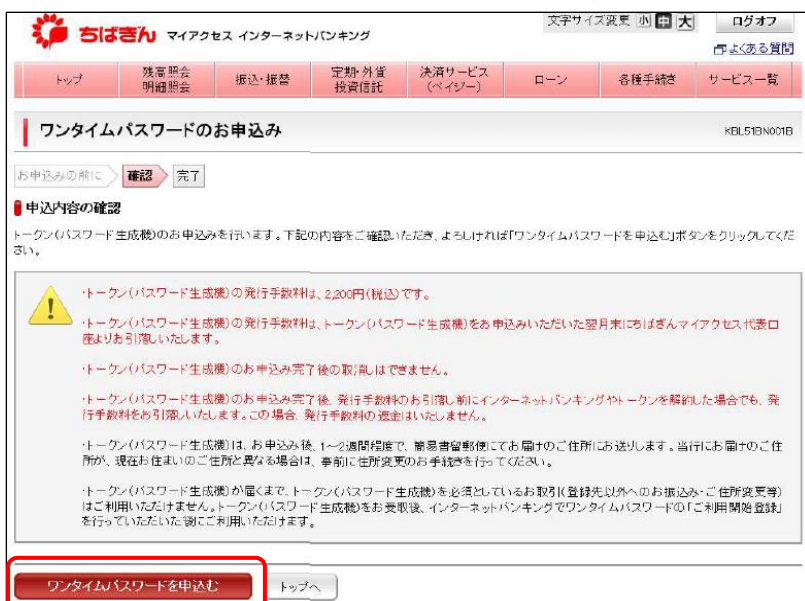 文字サイズ変更 小 中 大 ログオフ
ちばぎん マイアクセス インターネットバンキング
よくある質問
トップ 残高照会 明細照会 振込・振替 定期・外貨 投資信託 決済サービス (ペイジー) ローン 各種手続き サービス一覧
ワンタイムパスワードのお申込み KBL51BN001B
お申込みの前に 確認 完了
申込内容の確認
トークン(パスワード生成機)のお申込みを行います。下記の内容をご確認いただき、よろしければ「ワンタイムパスワードを申込む」ボタンをクリックしてくだ
さい。
・トークン(パスワード生成機)の発行手数料は、2,200円(税込)です。
・トークン(パスワード生成機)の発行手数料は、トークン(パスワード生成機)をお申込みいただいた翌月末にちばぎんマイアクセス代表口
座よりお引落しいたします。
・トークン(パスワード生成機)のお申込み完了後の取消しはできません。
・トークン(パスワード生成機)のお申込み完了後、発行手数料のお引落し前にインターネットバンキングやトークンを解約した場合でも、発
行手数料をお引落しいたします。この場合、発行手数料の返金はいたしません。
・トークン(パスワード生成機)は、お申込み後、1~2週間程度で、簡易書留郵便にてお届けのご住所にお送りします。当行にお届けのご住
所が、現在お住まいのご住所と異なる場合は、事前に住所変更のお手続きを行ってください。
・トークン(パスワード生成機)が届くまで、トークン(パスワード生成機)を必須としているお取引(登録先以外へのお振込み・ご住所変更等)
はご利用いただけません。トークン(パスワード生成機)をお受取後、インターネットバンキングでワンタイムパスワードの「ご利用開始登録」
を行っていただいた後にご利用いただけます。
ワンタイムパスワードを申込む トップへ